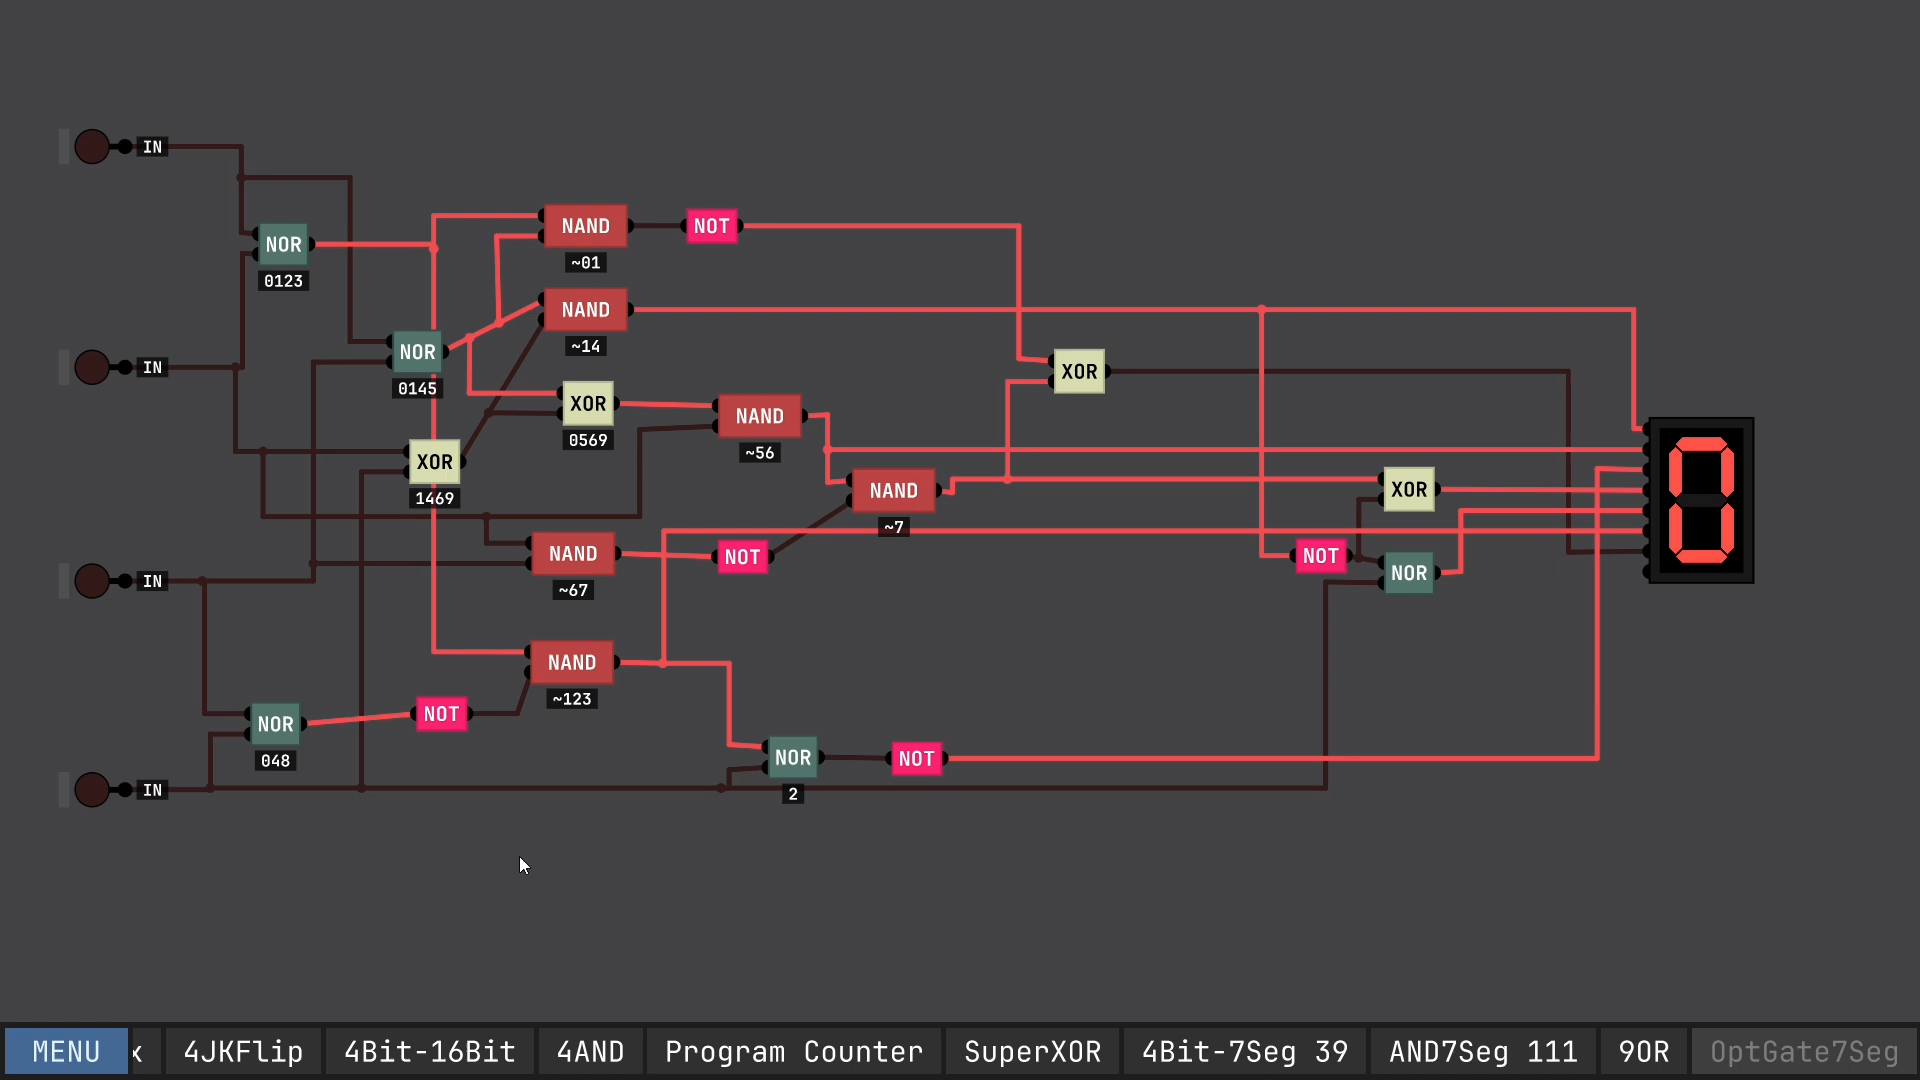 IN
NOR
0123
NAND
~01
NOT
NAND
~14
IN
NOR
0145
XOR
XOR
0569
NAND
~56
XOR
1469
NAND
~7
XOR
NAND
~67
NOT
NOT
NOR
IN
NAND
~123
NOR
048
NOT
NOR
2
NOT
IN
MENU x 4JKFlip 4Bit-16Bit 4AND Program Counter SuperXOR 4Bit-7Seg 39 AND7Seg 111 9OR OptGate7Seg